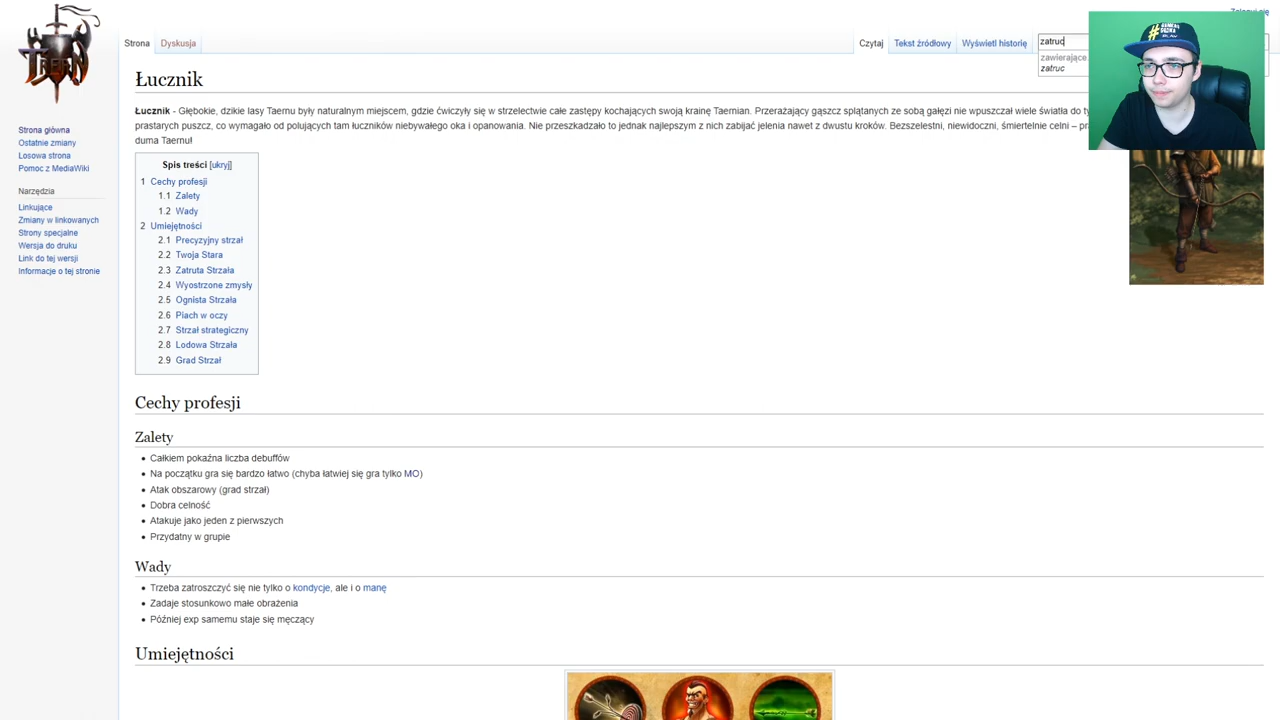 TAERN
Strona
Dyskusja
Czytaj
Tekst źródłowy
Wyświetl historię
zatruc
zawierające
zatruc
Łucznik
Łucznik - Głębokie, dzikie lasy Taernu były naturalnym miejscem, gdzie ćwiczyły się w strzelectwie całe zastępy kochających swoją krainę Taernian. Przerażający gąszcz splątanych ze sobą gałęzi nie wpuszczał wiele światła do
prastarych puszcz, co wymagało od polujących tam łuczników niebywałego oka i opanowania. Nie przeszkadzało to jednak najlepszym z nich zabijać jelenia nawet z dwustu kroków. Bezszelestni, niewidoczni, śmiertelnie celni –
duma Taernu!
Strona główna
Ostatnie zmiany
Losowa strona
Pomoc z MediaWiki
Narzędzia
Linkujące
Zmiany w linkowanych
Strony specjalne
Wersja do druku
Link do tej wersji
Informacje o tej stronie
Spis treści [ukryj]
1 Cechy profesji
1.1 Zalety
1.2 Wady
2 Umiejętności
2.1 Precyzyjny strzał
2.2 Twoja Stara
2.3 Zatruta Strzała
2.4 Wyostrzone zmysły
2.5 Ognista Strzała
2.6 Piach w oczy
2.7 Strzał strategiczny
2.8 Lodowa Strzała
2.9 Grad Strzał
Cechy profesji
Zalety
Całkiem pokaźna liczba debuffów
Na początku gra się bardzo łatwo (chyba łatwiej się gra tylko MO)
Atak obszarowy (grad strzał)
Dobra celność
Atakuje jako jeden z pierwszych
Przydatny w grupie
Wady
Trzeba zatroszczyć się nie tylko o kondycje, ale i o manę
Zadaje stosunkowo małe obrażenia
Później exp samemu staje się męczący
Umiejętności